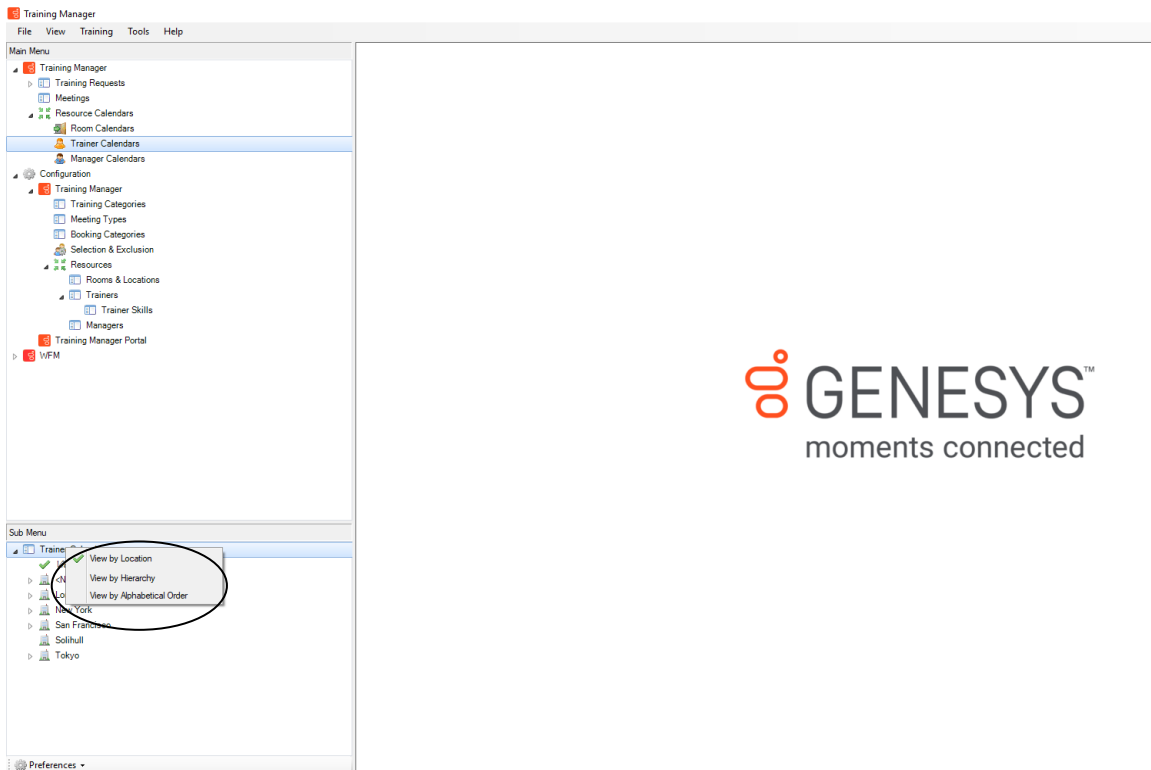 Training Manager
File View Training Tools Help
Main Menu
Training Manager
Training Requests
Meetings
Resource Calendars
Room Calendars
Trainer Calendars
Manager Calendars
Configuration
Training Manager
Training Categories
Meeting Types
Booking Categories
Selection & Exclusion
Resources
Rooms & Locations
Trainers
Trainer Skills
Managers
Training Manager Portal
WFM
GENESYS™
moments connected
Sub Menu
View by Location
View by Hierarchy
View by Alphabetical Order
New York
San Francisco
Solihull
Tokyo
Preferences